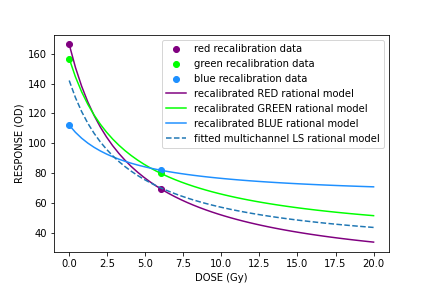 red recalibration data
green recalibration data
blue recalibration data
recalibrated RED rational model
recalibrated GREEN rational model
recalibrated BLUE rational model
fitted multichannel LS rational model
RESPONSE (OD)
160
140
120
100
80
60
40
0.0 2.5 5.0 7.5 10.0 12.5 15.0 17.5 20.0
DOSE (Gy)